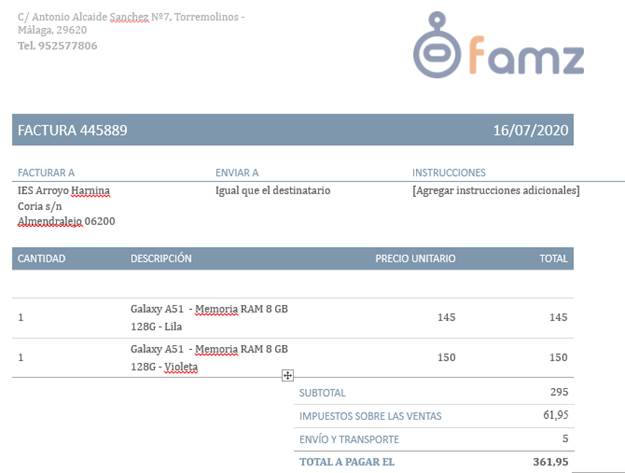 C/ Antonio Alcaide Sanchez Nº7, Torremolinos -
Málaga, 29620
Tel. 952577806
famz
FACTURA 445889 16/07/2020
FACTURAR A ENVIAR A INSTRUCCIONES
IES Arroyo Harnina Igual que el destinatario [Agregar instrucciones adicionales]
Coria s/n
Almendralejo 06200
CANTIDAD DESCRIPCIÓN PRECIO UNITARIO TOTAL
1 Galaxy A51 - Memoria RAM 8 GB 145 145
128G - Lila
1 Galaxy A51 - Memoria RAM 8 GB 150 150
128G - Violeta
SUBTOTAL 295
IMPUESTOS SOBRE LAS VENTAS 61,95
ENVÍO Y TRANSPORTE 5
TOTAL A PAGAR EL 361,95